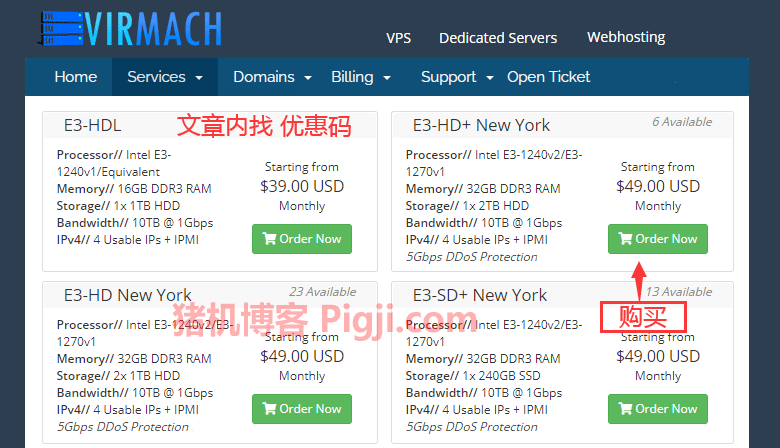 VIRMACH
VPS Dedicated Servers Webhosting
Home Services Domains Billing Support Open Ticket
E3-HDL
文章内找 优惠码
Processor// Intel E3-
1240v1/Equivalent
Memory// 16GB DDR3 RAM
Storage// 1x 1TB HDD
Bandwidth// 10TB @ 1Gbps
IPv4// 4 Usable IPs + IPMI
Starting from
$39.00 USD
Monthly
Order Now
E3-HD+ New York
6 Available
Processor// Intel E3-1240v2/E3-
1270v1
Memory// 32GB DDR3 RAM
Storage// 1x 2TB HDD
Bandwidth// 10TB @ 1Gbps
IPv4// 4 Usable IPs + IPMI
5Gbps DDoS Protection
Starting from
$49.00 USD
Monthly
Order Now
E3-HD New York
23 Available
Processor// Intel E3-1240v2/E3-
1270v1
Memory// 32GB DDR3 RAM
Storage// 2x 1TB HDD
Bandwidth// 10TB @ 1Gbps
IPv4// 4 Usable IPs + IPMI
5Gbps DDoS Protection
Starting from
$49.00 USD
Monthly
Order Now
E3-SD+ New York
13 Available
购买
Processor// Intel E3-1240v2/E3-
1270v1
Memory// 32GB DDR3 RAM
Storage// 1x 240GB SSD
Bandwidth// 10TB @ 1Gbps
IPv4// 4 Usable IPs + IPMI
5Gbps DDoS Protection
Starting from
$49.00 USD
Monthly
Order Now
猪机博客 Pigji.com